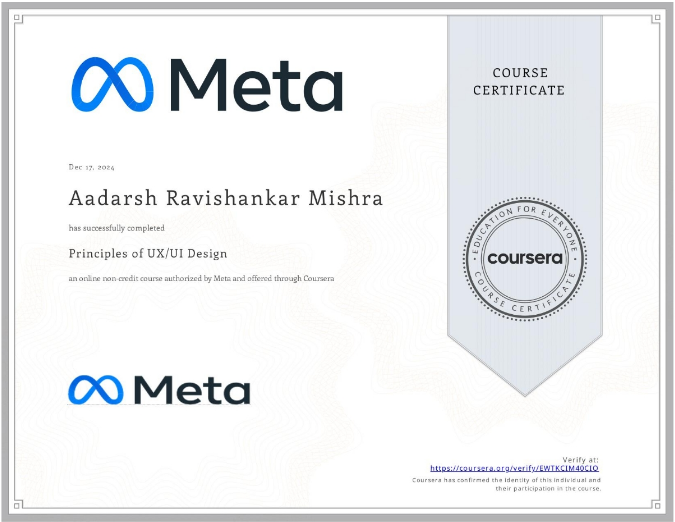 Meta
COURSE
CERTIFICATE
Dec 17, 2024
Aadarsh Ravishankar Mishra
has successfully completed
Principles of UX/UI Design
an online non-credit course authorized by Meta and offered through Coursera
EDUCATION FOR EVERYONE
coursera
COURSE CERTIFICATE
Meta
Verify at:
https://coursera.org/verify/EWTKCIM40CIO
Coursera has confirmed the identity of this individual and
their participation in the course.